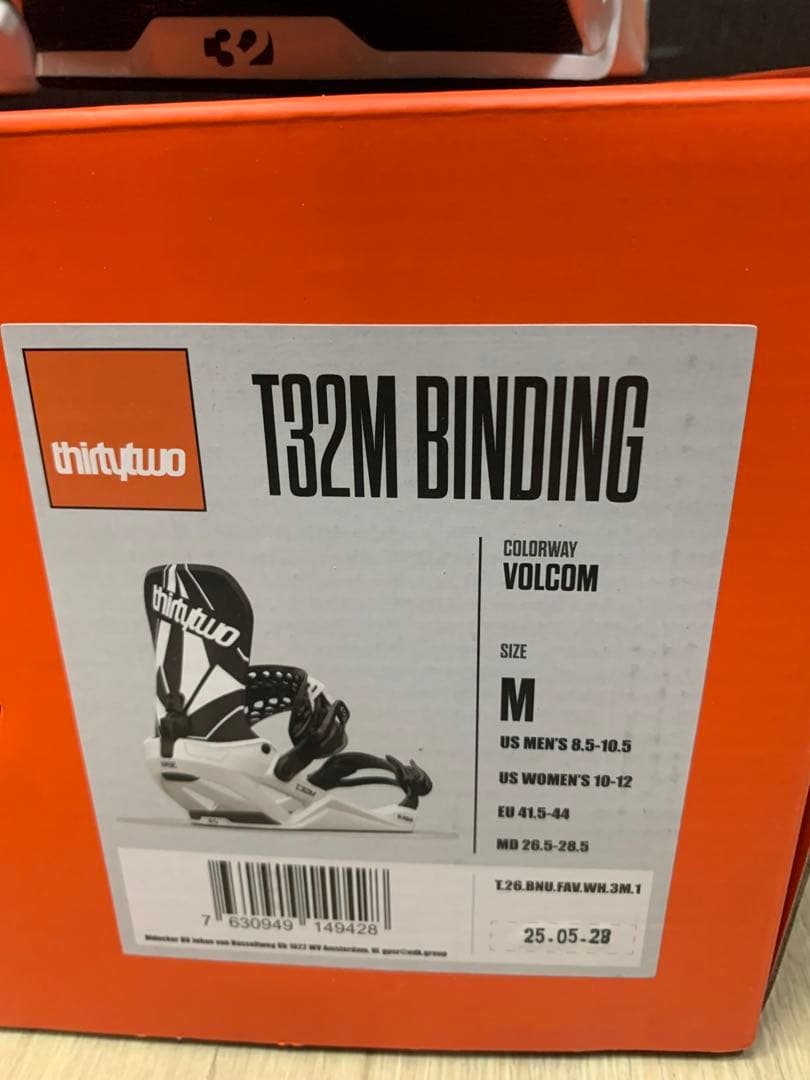 32
thirtytwo
T32M BINDING
COLORWAY
VOLCOM
SIZE
M
US MEN'S 8.5-10.5
US WOMEN'S 10-12
EU 41.5-44
MD 26.5-28.5
thirtytwo
T32M
T.26.BNU.FAV.WH.3M.1
25.05.28
7 630949 149428